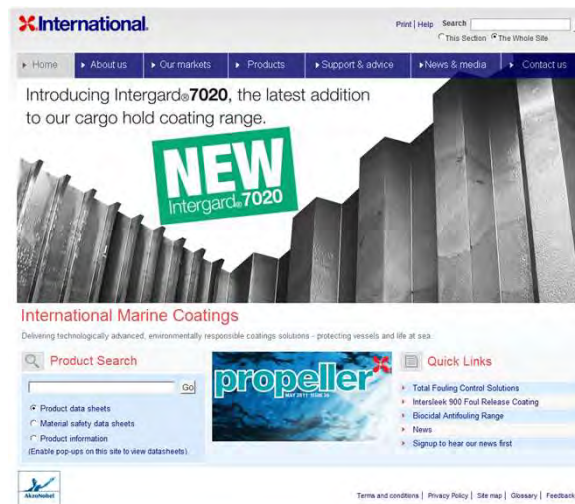 International.
Print | Help Search
This Section The Whole Site
Home About us Our markets Products Support & advice News & media Contact us
Introducing Intergard®7020, the latest addition
to our cargo hold coating range.
NEW
Intergard®7020
International Marine Coatings
Delivering technologically advanced, environmentally responsible coatings solutions - protecting vessels and life at sea.
Product Search
Go
Product data sheets
Material safety data sheets
Product information
(Enable pop-ups on this site to view datasheets).
propeller
MAY 2011 ISSUE
Quick Links
Total Fouling Control Solutions
Intersleek 900 Foul Release Coating
Biocidal Antifouling Range
News
Signup to hear our news first
AkzoNobel
Terms and conditions | Privacy Policy | Site map | Glossary | Feedback